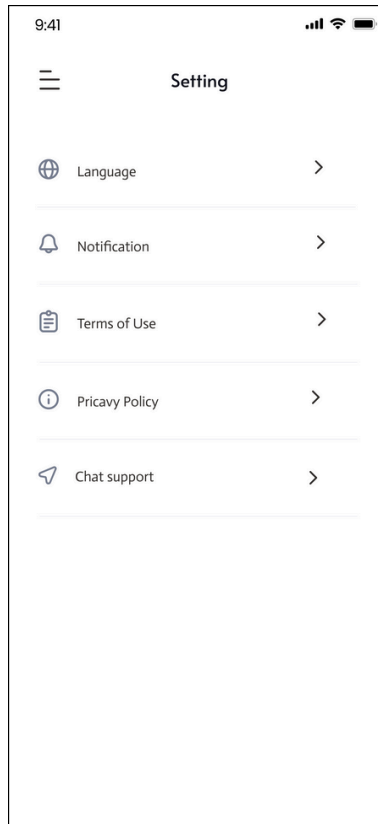 9:41
Setting
Language
Notification
Terms of Use
Pricavy Policy
Chat support